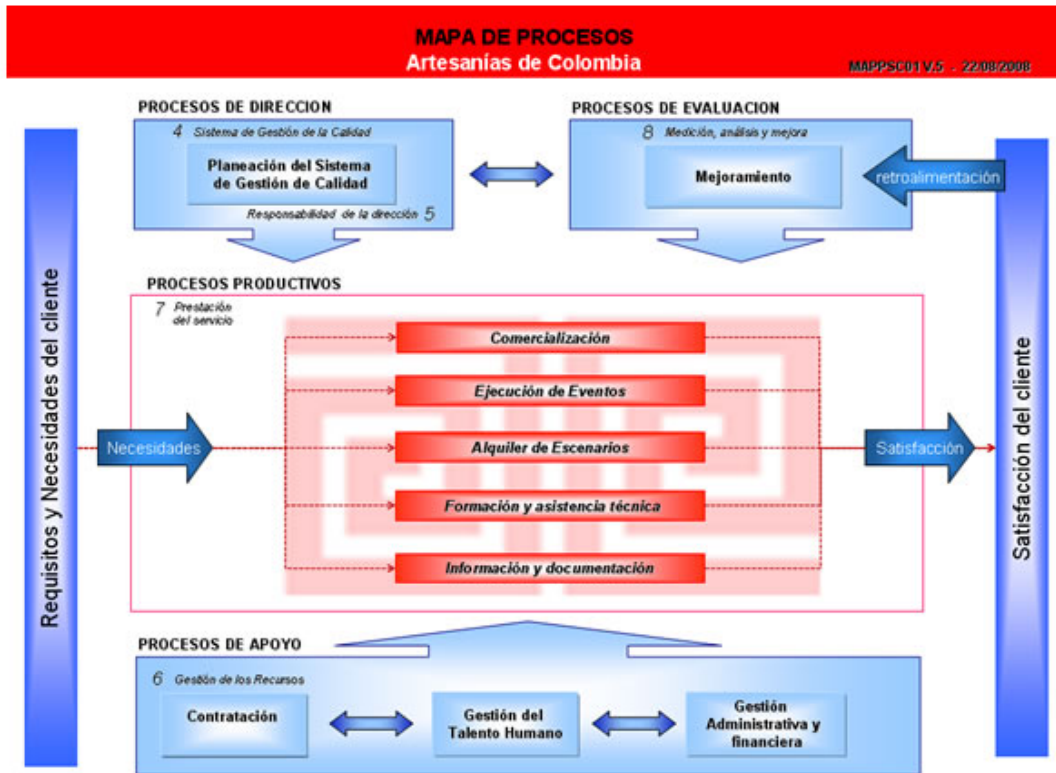 MAPA DE PROCESOS
Artesanías de Colombia
MAPPSC01 V.5 - 22/08/2008
PROCESOS DE DIRECCION
4 Sistema de Gestión de la Calidad
Planeación del Sistema
de Gestión de Calidad
Responsabilidad de la dirección 5
PROCESOS DE EVALUACION
8 Medición, análisis y mejora
Mejoramiento
retroalimentación
Requisitos y Necesidades del cliente
PROCESOS PRODUCTIVOS
7 Prestación
del servicio
Necesidades
Comercialización
Ejecución de Eventos
Alquiler de Escenarios
Formación y asistencia técnica
Información y documentación
Satisfacción
Satisfacción del cliente
PROCESOS DE APOYO
6 Gestión de los Recursos
Contratación
Gestión del
Talento Humano
Gestión
Administrativa y
financiera